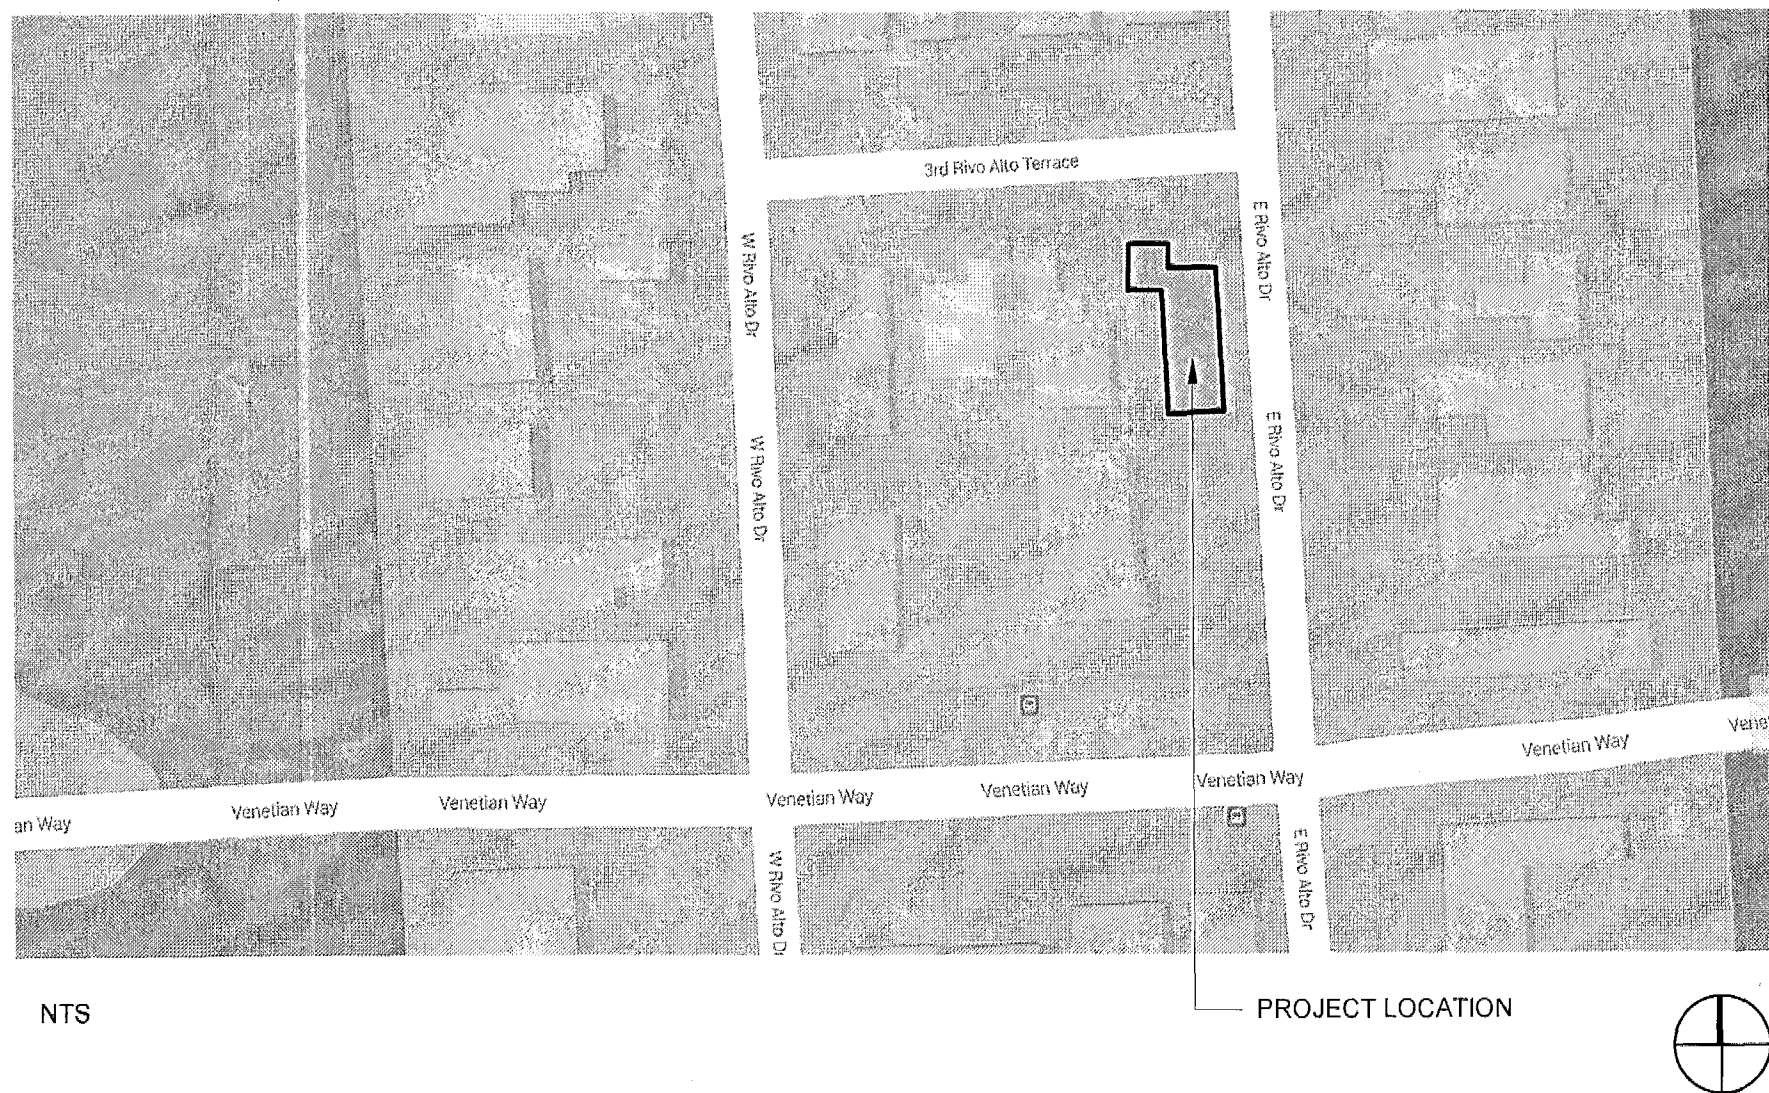 3rd Rivo Alto Terrace
E Rivo Alto Dr
W Rivo Alto Dr
E Rivo Alto Dr
W Rivo Alto Dr
Venetian Way
Venetian Way
Venetian Way
Venetian Way
Venetian Way
Venetian Way
an Way
Venet
E Rivo Alto Dr
W Rivo Alto Dr
NTS
PROJECT LOCATION